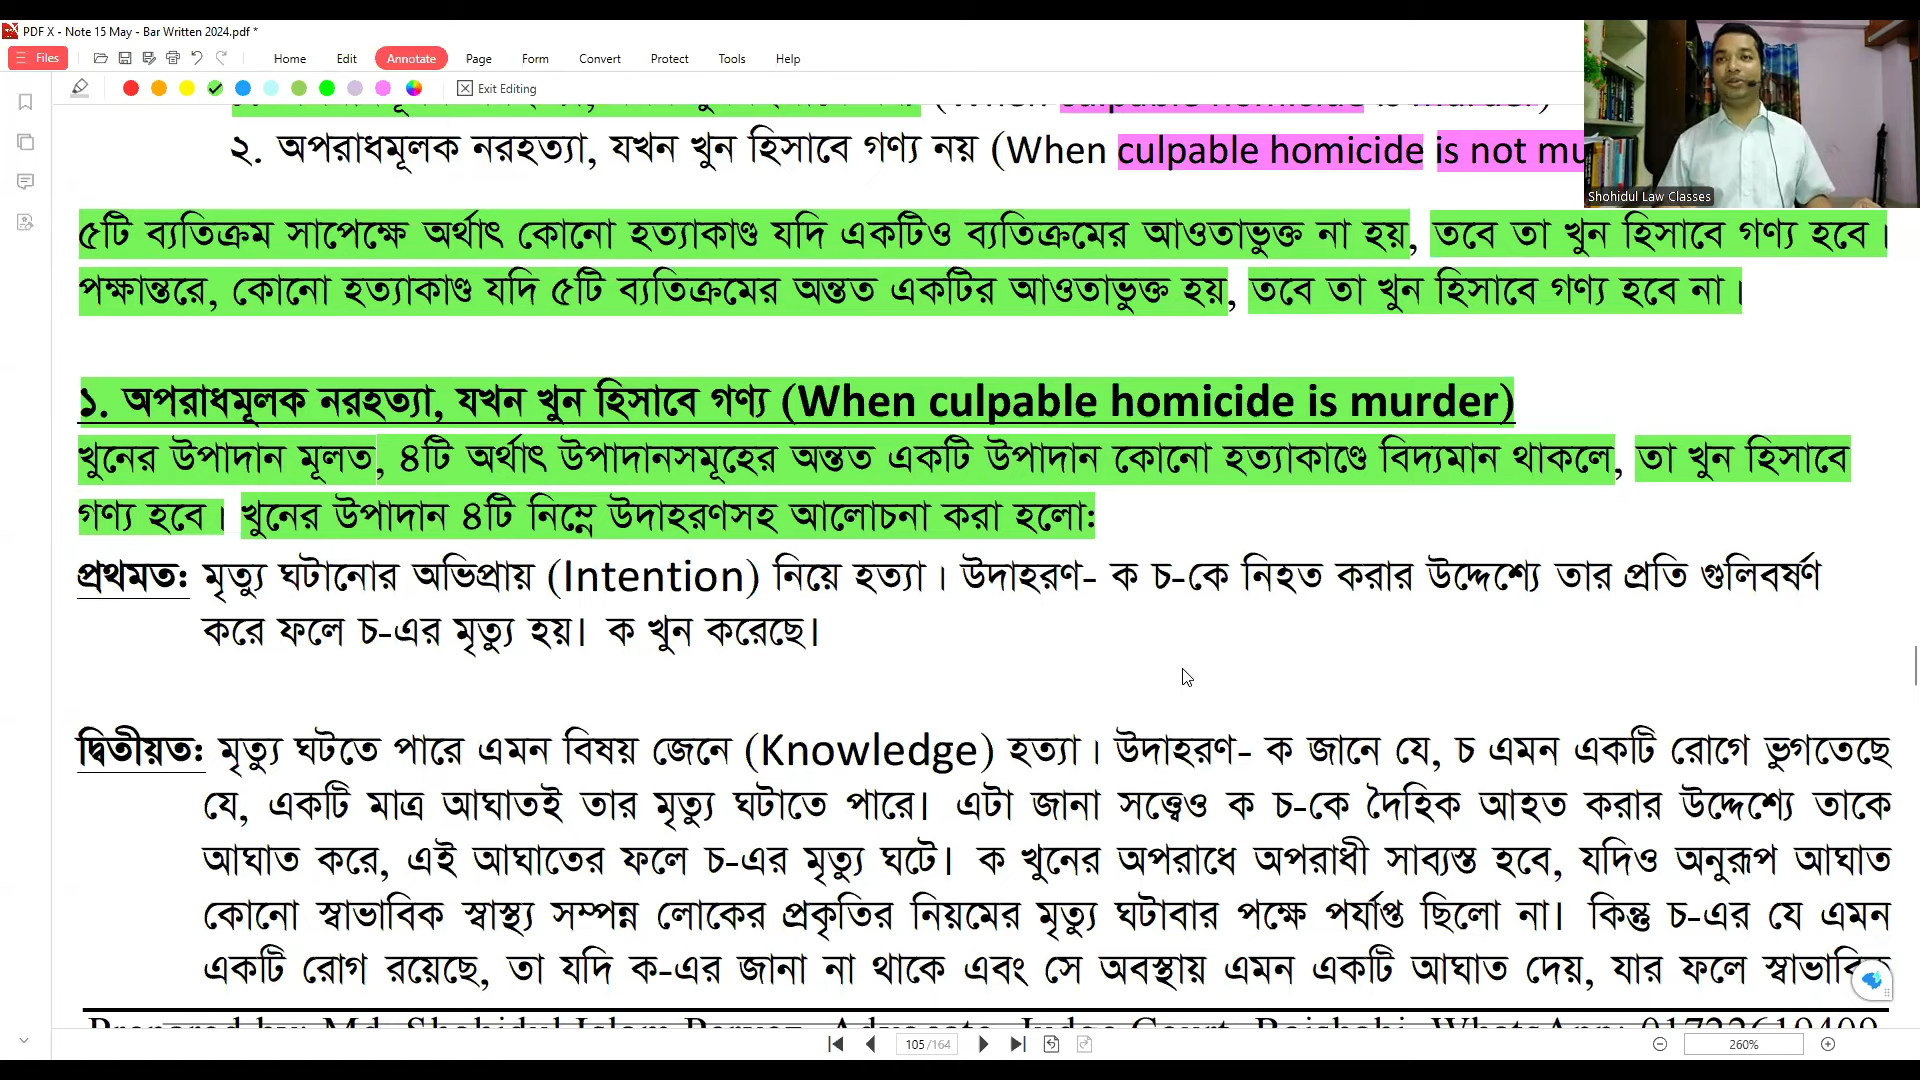 PDF X - Note 15 May - Bar Written 2024.pdf *
Files Home Edit Annotate Page Form Convert Protect Tools Help
Exit Editing
২. অপরাধমূলক নরহত্যা, যখন খুন হিসাবে গণ্য নয় (When culpable homicide is not
Shohidul Law Classes
৫টি ব্যতিক্রম সাপেক্ষে অর্থাৎ কোনো হত্যাকাণ্ড যদি একটিও ব্যতিক্রমের আওতাভুক্ত না হয়, তবে তা খুন হিসাবে গণ্য হবে।
পক্ষান্তরে, কোনো হত্যাকাণ্ড যদি ৫টি ব্যতিক্রমের অন্তত একটির আওতাভুক্ত হয়, তবে তা খুন হিসাবে গণ্য হবে না।
১. অপরাধমূলক নরহত্যা, যখন খুন হিসাবে গণ্য (When culpable homicide is murder)
খুনের উপাদান মূলত, ৪টি অর্থাৎ উপাদানসমূহের অন্তত একটি উপাদান কোনো হত্যাকাণ্ডে বিদ্যমান থাকলে, তা খুন হিসাবে
গণ্য হবে। খুনের উপাদান ৪টি নিম্নে উদাহরণসহ আলোচনা করা হলো:
প্রথমত: মৃত্যু ঘটানোর অভিপ্রায় (Intention) নিয়ে হত্যা। উদাহরণ- ক চ-কে নিহত করার উদ্দেশ্যে তার প্রতি গুলিবর্ষণ
করে ফলে চ-এর মৃত্যু হয়। ক খুন করেছে।
দ্বিতীয়ত: মৃত্যু ঘটতে পারে এমন বিষয় জেনে (Knowledge) হত্যা। উদাহরণ- ক জানে যে, চ এমন একটি রোগে ভুগতেছে
যে, একটি মাত্র আঘাতই তার মৃত্যু ঘটাতে পারে। এটা জানা সত্ত্বেও ক চ-কে দৈহিক আহত করার উদ্দেশ্যে তাকে
আঘাত করে, এই আঘাতের ফলে চ-এর মৃত্যু ঘটে। ক খুনের অপরাধে অপরাধী সাব্যস্ত হবে, যদিও অনুরূপ আঘাত
কোনো স্বাভাবিক স্বাস্থ্য সম্পন্ন লোকের প্রকৃতির নিয়মের মৃত্যু ঘটাবার পক্ষে পর্যাপ্ত ছিলো না। কিন্তু চ-এর যে এমন
একটি রোগ রয়েছে, তা যদি ক-এর জানা না থাকে এবং সে অবস্থায় এমন একটি আঘাত দেয়, যার ফলে
105 /164
260%